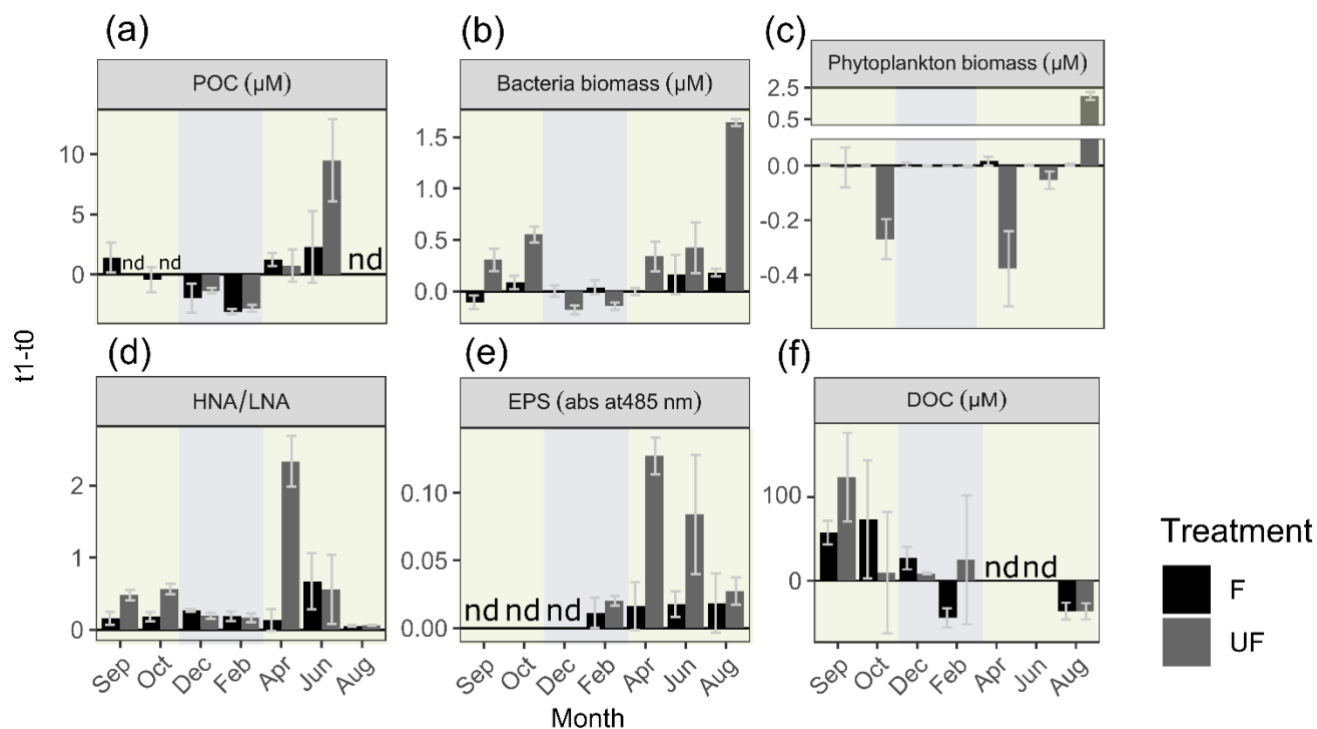 (a)
POC (μM)
10
5
0
nd nd
nd
(b)
Bacteria biomass (μM)
1.5
1.0
0.5
0.0
(c)
Phytoplankton biomass (μM)
2.5
0.5
0.0
-0.2
-0.4
t1-t0
(d)
HNA/LNA
2
1
0
Sep Oct Dec Feb Apr Jun Aug
(e)
EPS (abs at485 nm)
0.10
0.05
0.00
nd nd nd
Sep Oct Dec Feb Apr Jun Aug
(f)
DOC (μM)
100
0
nd nd
Sep Oct Dec Feb Apr Jun Aug
Month
Treatment
F
UF